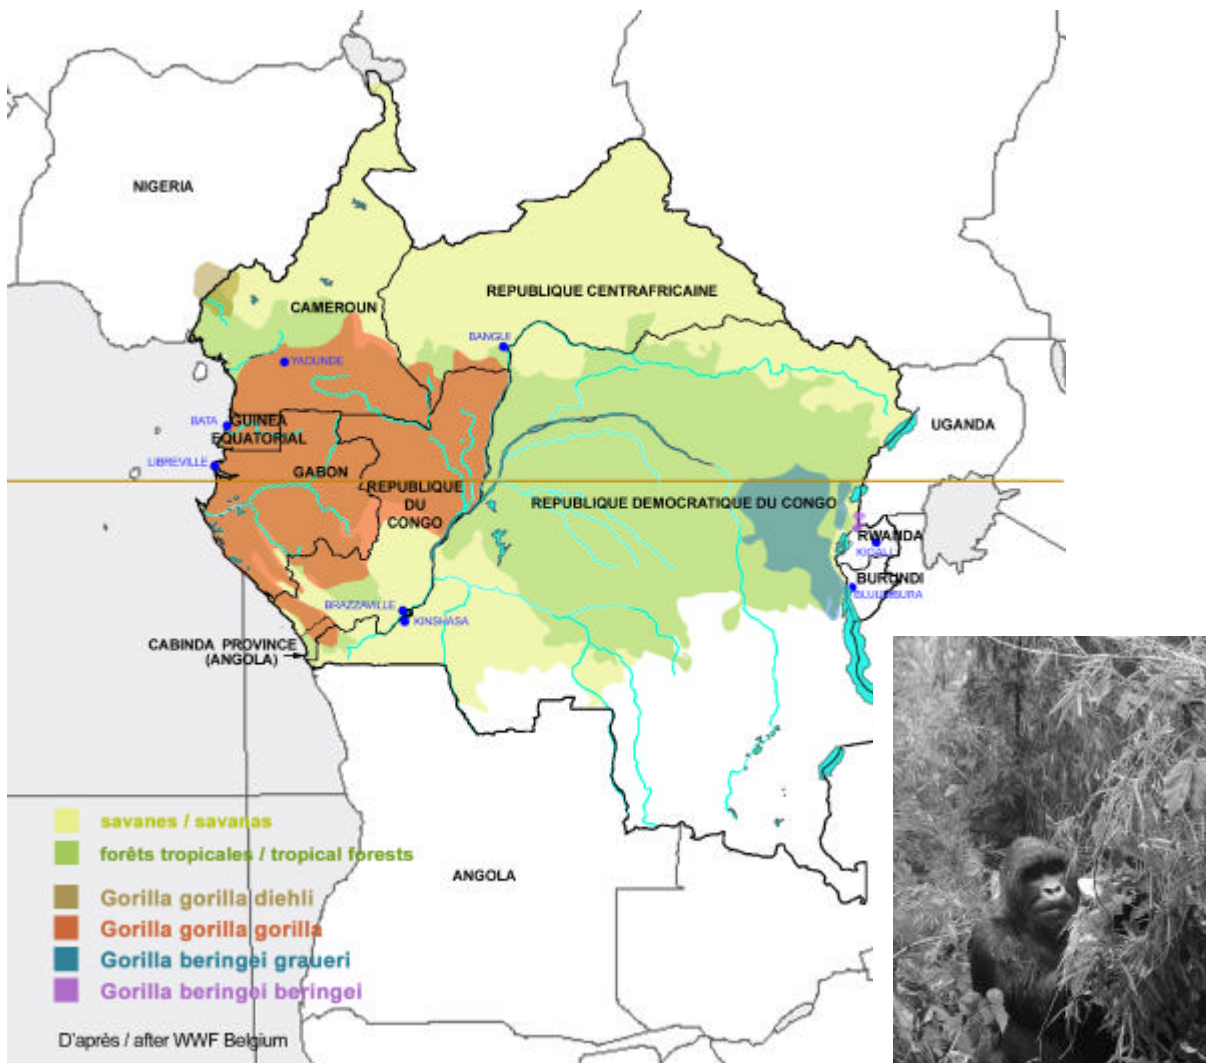 NIGERIA
REPUBLIQUE CENTRAFRICAINE
CAMEROUN
BANGUI
YAOUNDE
BATA
GUINEA
EQUATORIAL
UGANDA
LIBREVILLE
GABON
REPUBLIQUE
DU
CONGO
REPUBLIQUE DEMOCRATIQUE DU CONGO
RWANDA
KIGALI
BURUNDI
BRAZZAVILLE
KINSHASA
CABINDA PROVINCE
(ANGOLA)
ANGOLA
savanes / savanas
forêts tropicales / tropical forests
Gorilla gorilla diehli
Gorilla gorilla gorilla
Gorilla beringei graueri
Gorilla beringei beringei
D'après / after WWF Belgium